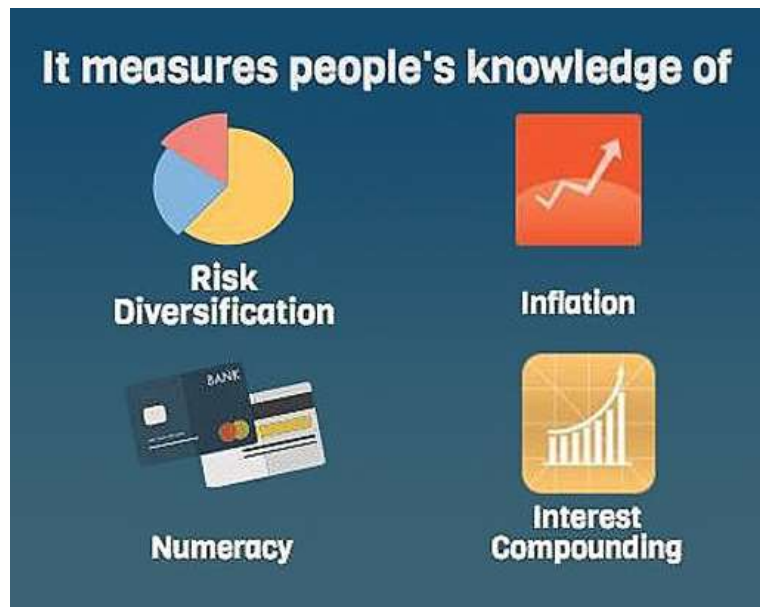 It measures people's knowledge of
Risk
Diversification
Inflation
BANK
Numeracy
Interest
Compounding